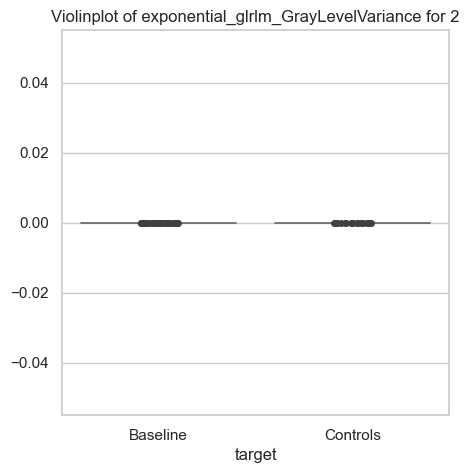 Violinplot of exponential_glrlm_GrayLevelVariance for 2
0.04
0.02
0.00
−0.02
−0.04
Baseline Controls
target